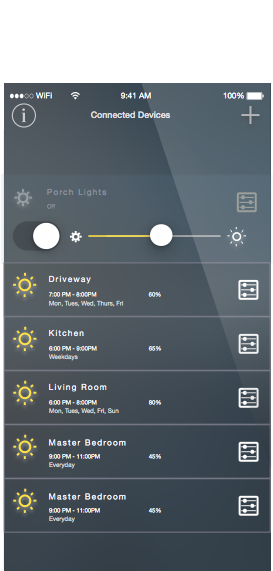 WiFi 9:41 AM 100%
i Connected Devices
Porch Lights
Off
Driveway
7:00 PM - 8:00PM 60%
Mon, Tues, Wed, Thurs, Fri
Kitchen
6:00 PM - 9:00PM 65%
Weekdays
Living Room
6:00 PM - 8:00PM 80%
Mon, Tues, Wed, Fri, Sun
Master Bedroom
9:00 PM - 11:00PM 45%
Everyday
Master Bedroom
9:00 PM - 11:00PM 45%
Everyday